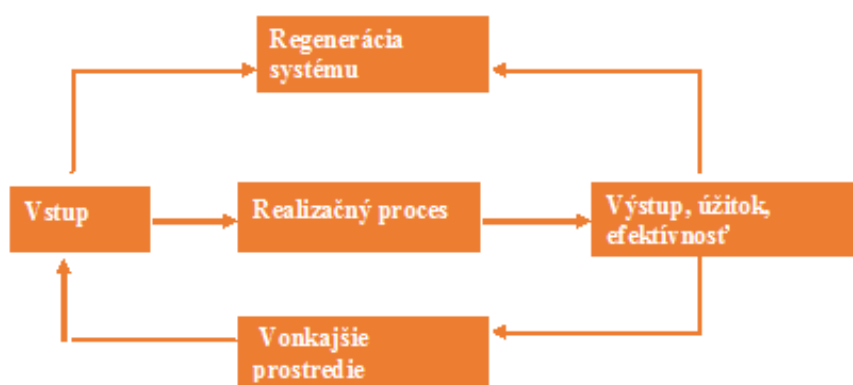 Regenerácia
systému
Vstup
Realizačný proces
Výstup, úžitok,
efektívnosť
Vonkajšie
prostredie